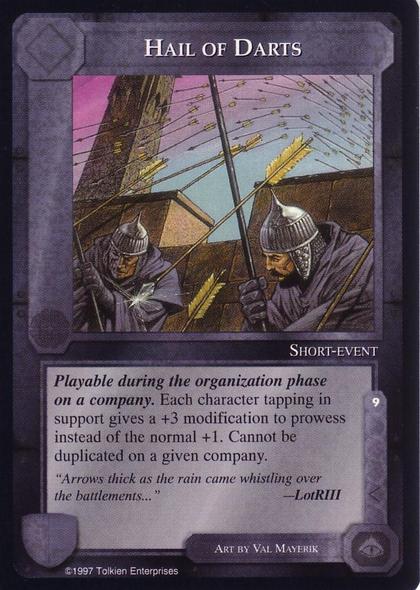 HAIL OF DARTS
SHORT-EVENT
Playable during the organization phase
on a company. Each character tapping in
support gives a +3 modification to prowess
instead of the normal +1. Cannot be
duplicated on a given company.
9
"Arrows thick as the rain came whistling over
the battlements..." —LotRIII
ART BY VAL MAYERIK
©1997 Tolkien Enterprises